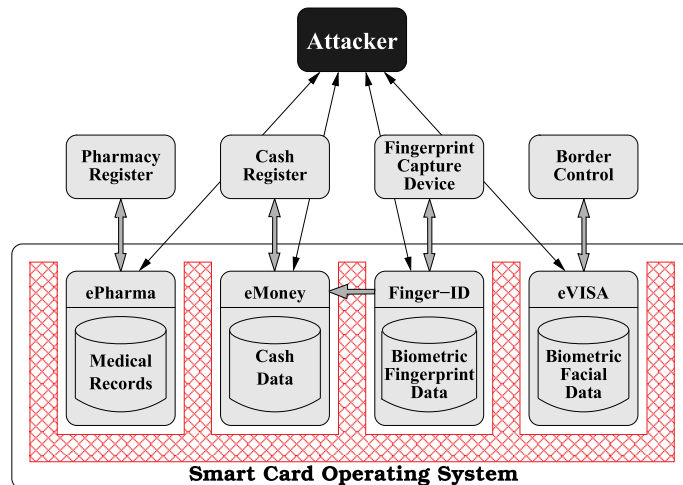 Attacker
Pharmacy
Register
Cash
Register
Fingerprint
Capture
Device
Border
Control
ePharma
eMoney
Finger–ID
eVISA
Medical
Records
Cash
Data
Biometric
Fingerprint
Data
Biometric
Facial
Data
Smart Card Operating System